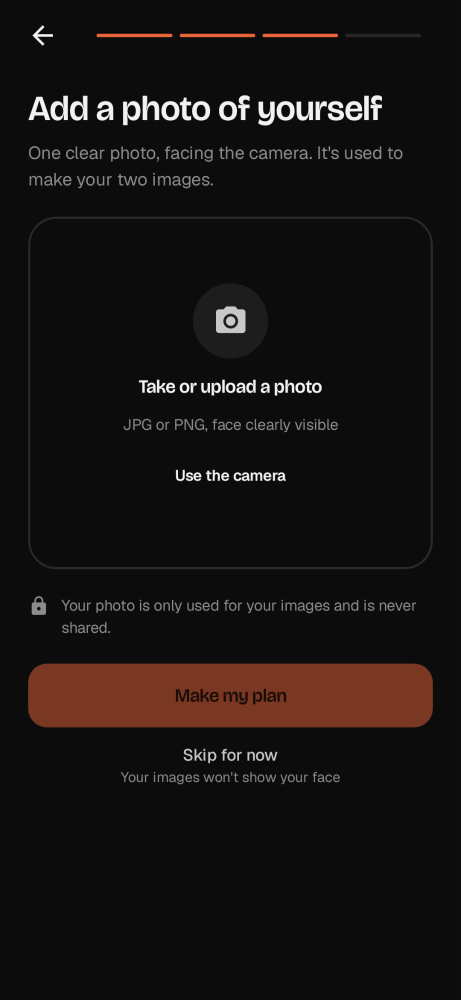 Add a photo of yourself
One clear photo, facing the camera. It's used to
make your two images.
Take or upload a photo
JPG or PNG, face clearly visible
Use the camera
Your photo is only used for your images and is never
shared.
Make my plan
Skip for now
Your images won't show your face